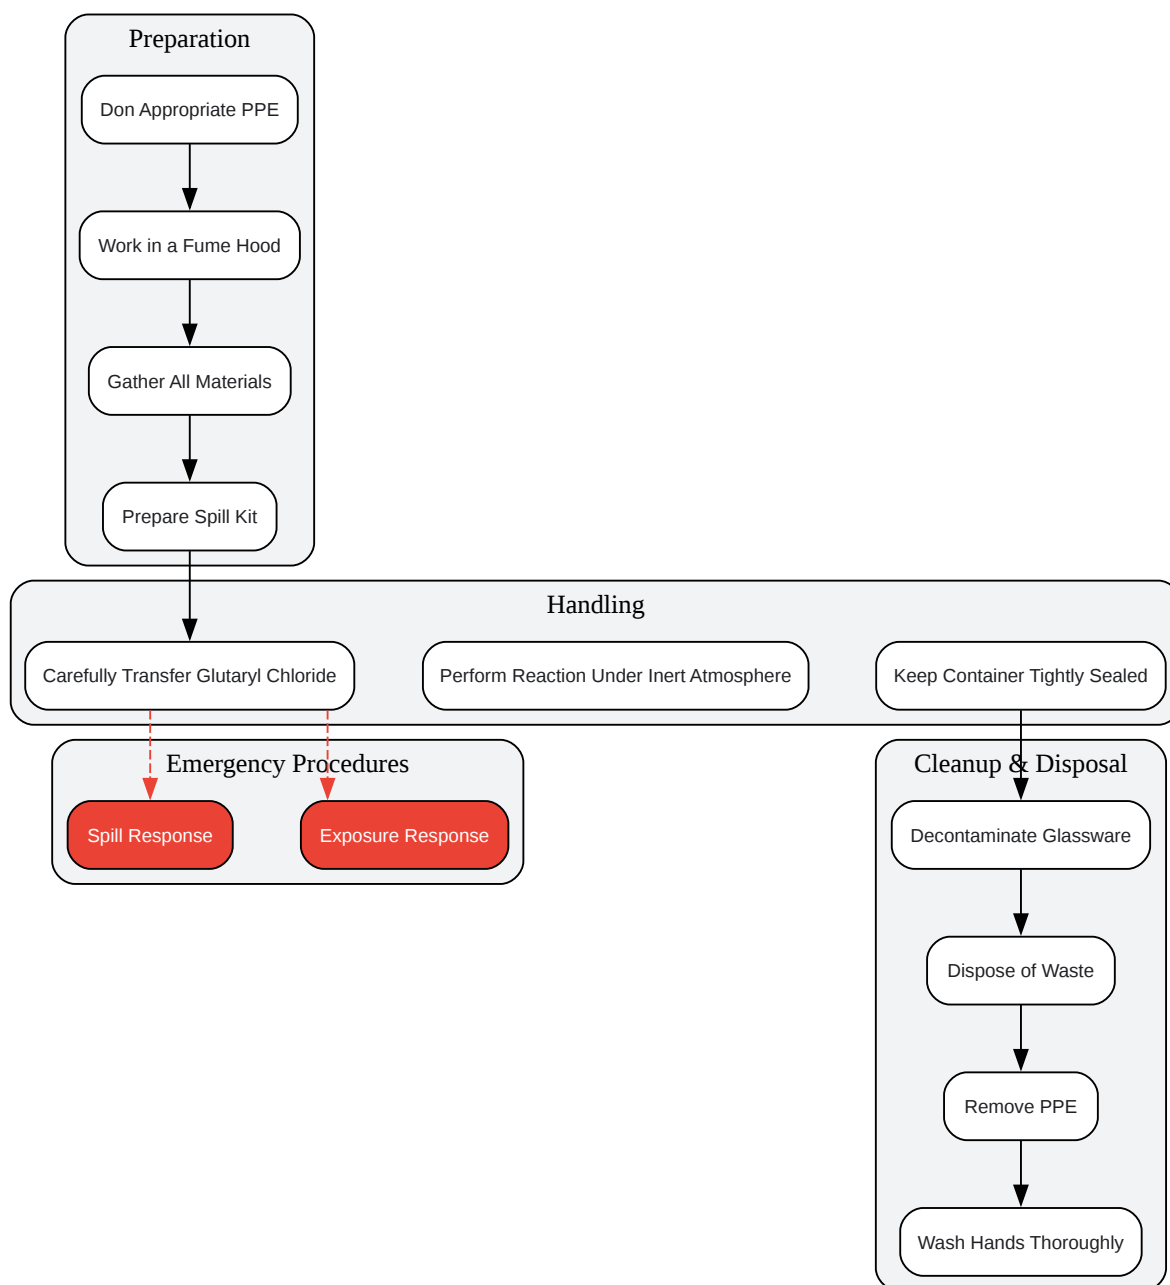 Preparation
Don Appropriate PPE
Work in a Fume Hood
Gather All Materials
Prepare Spill Kit
Handling
Carefully Transfer Glutaryl Chloride
Perform Reaction Under Inert Atmosphere
Keep Container Tightly Sealed
Emergency Procedures
Spill Response
Exposure Response
Cleanup & Disposal
Decontaminate Glassware
Dispose of Waste
Remove PPE
Wash Hands Thoroughly